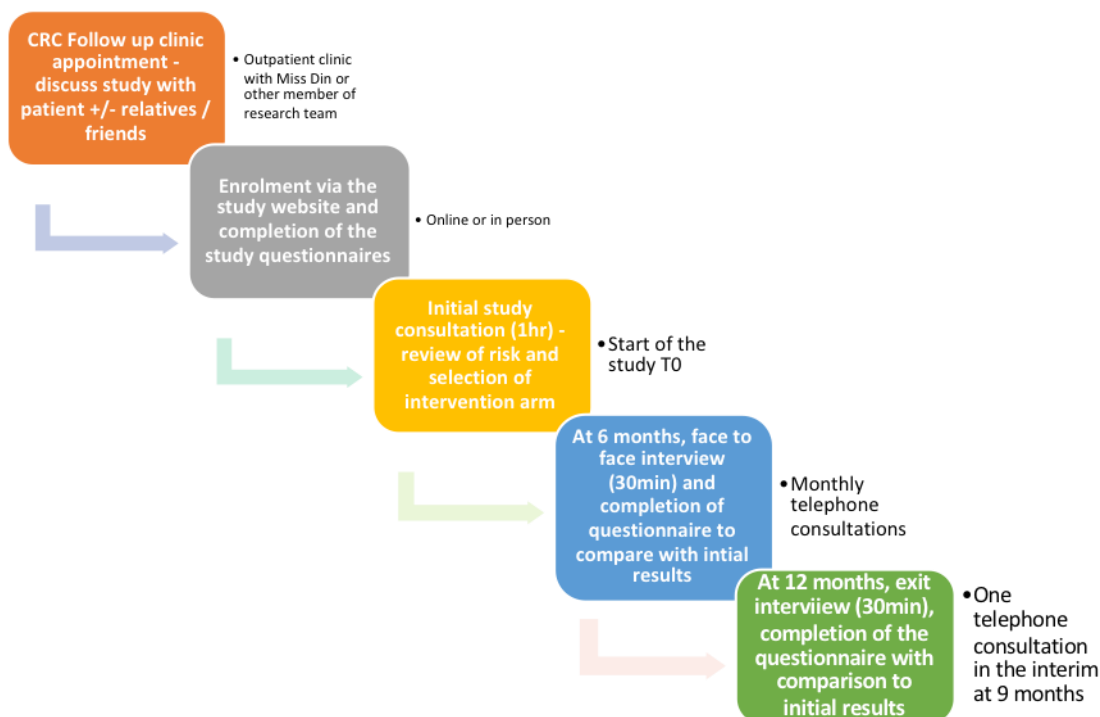 CRC Follow up clinic
appointment -
discuss study with
patient +/- relatives /
friends
• Outpatient clinic
with Miss Din or
other member of
research team
Enrolment via the
study website and
completion of the
study questionnaires
• Online or in person
Initial study
consultation (1hr) -
review of risk and
selection of
intervention arm
•Start of the
study T0
At 6 months, face to
face interview
(30min) and
completion of
questionnaire to
compare with intial
results
•Monthly
telephone
consultations
At 12 months, exit
interviiew (30min),
completion of the
questionnaire with
comparison to
initial results
•One
telephone
consultation
in the interim
at 9 months